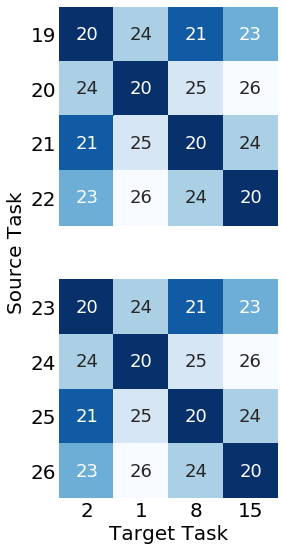 19 20 24 21 23
20 24 20 25 26
21 21 25 20 24
22 23 26 24 20
Source Task
23 20 24 21 23
24 24 20 25 26
25 21 25 20 24
26 23 26 24 20
2 1 8 15
Target Task